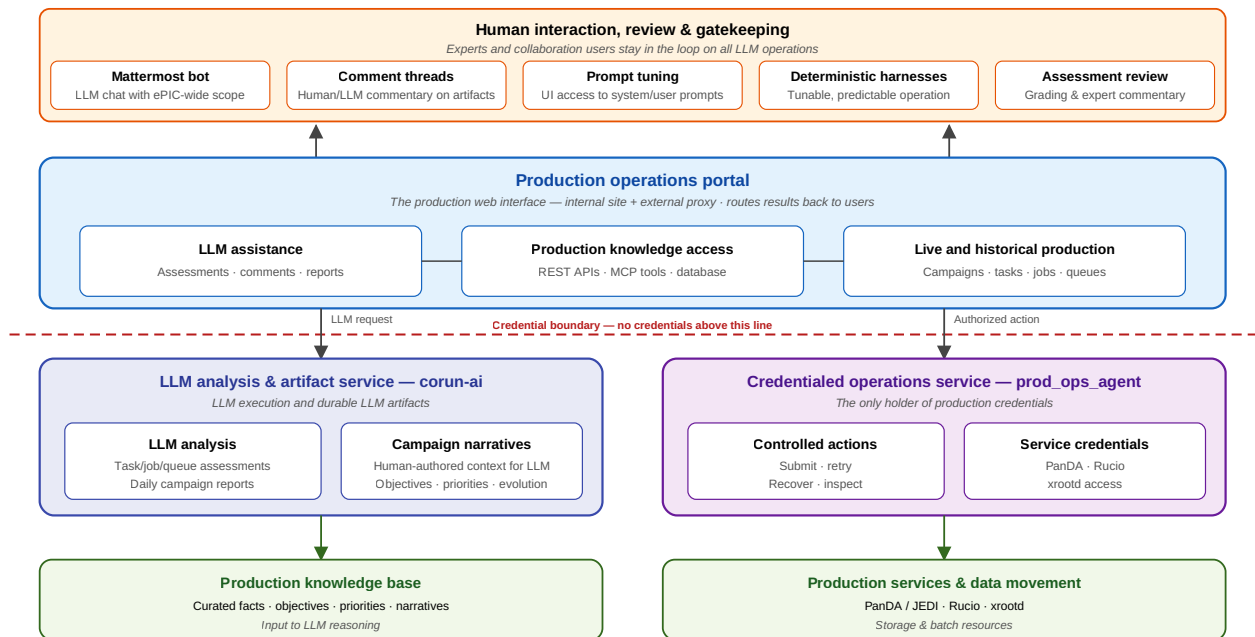 Human interaction, review & gatekeeping
Experts and collaboration users stay in the loop on all LLM operations
Mattermost bot
LLM chat with ePIC-wide scope
Comment threads
Human/LLM commentary on artifacts
Prompt tuning
UI access to system/user prompts
Deterministic harnesses
Tunable, predictable operation
Assessment review
Grading & expert commentary
Production operations portal
The production web interface — internal site + external proxy · routes results back to users
LLM assistance
Assessments · comments · reports
Production knowledge access
REST APIs · MCP tools · database
Live and historical production
Campaigns · tasks · jobs · queues
LLM request
Credential boundary — no credentials above this line
Authorized action
LLM analysis & artifact service — corun-ai
LLM execution and durable LLM artifacts
LLM analysis
Task/job/queue assessments
Daily campaign reports
Campaign narratives
Human-authored context for LLM
Objectives · priorities · evolution
Credentialed operations service — prod_ops_agent
The only holder of production credentials
Controlled actions
Submit · retry
Recover · inspect
Service credentials
PanDA · Rucio
xrootd access
Production knowledge base
Curated facts · objectives · priorities · narratives
Input to LLM reasoning
Production services & data movement
PanDA / JEDI · Rucio · xrootd
Storage & batch resources